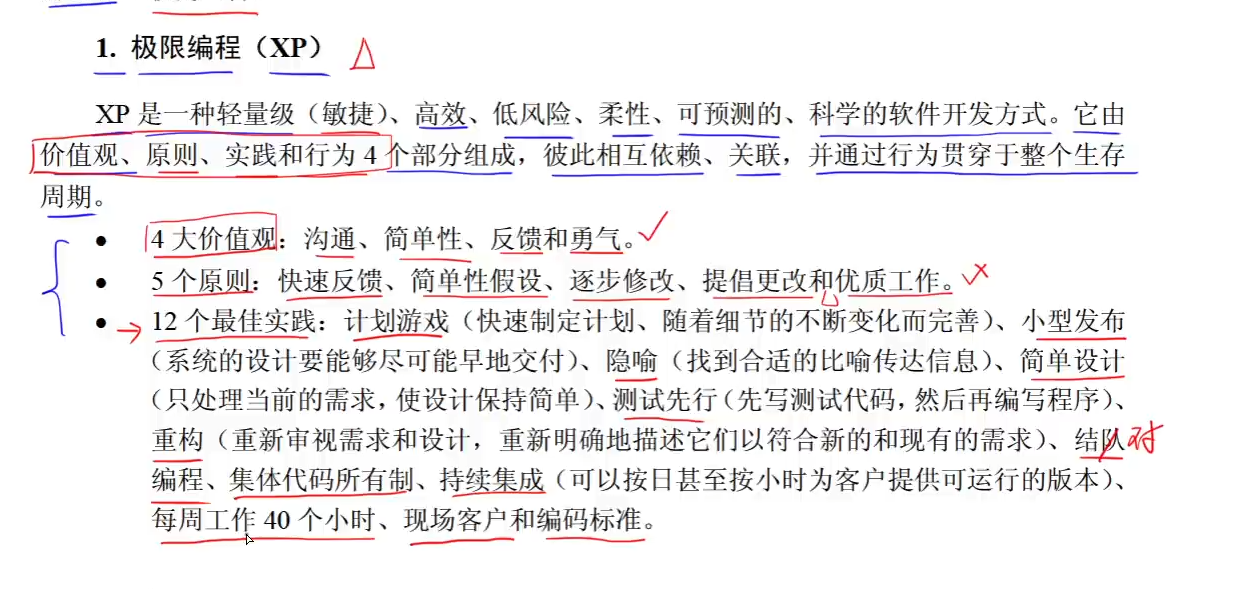 1. 极限编程（XP）
XP 是一种轻量级（敏捷）、高效、低风险、柔性、可预测的、科学的软件开发方式。它由
价值观、原则、实践和行为 4 个部分组成，彼此相互依赖、关联，并通过行为贯穿于整个生存
周期。
● 4 大价值观：沟通、简单性、反馈和勇气。
● 5 个原则：快速反馈、简单性假设、逐步修改、提倡更改和优质工作。
● 12 个最佳实践：计划游戏（快速制定计划、随着细节的不断变化而完善）、小型发布
（系统的设计要能够尽可能早地交付）、隐喻（找到合适的比喻传达信息）、简单设计
（只处理当前的需求，使设计保持简单）、测试先行（先写测试代码，然后再编写程序）、
重构（重新审视需求和设计，重新明确地描述它们以符合新的和现有的需求）、结队 对
编程、集体代码所有制、持续集成（可以按日甚至按小时为客户提供可运行的版本）、
每周工作 40 个小时、现场客户和编码标准。